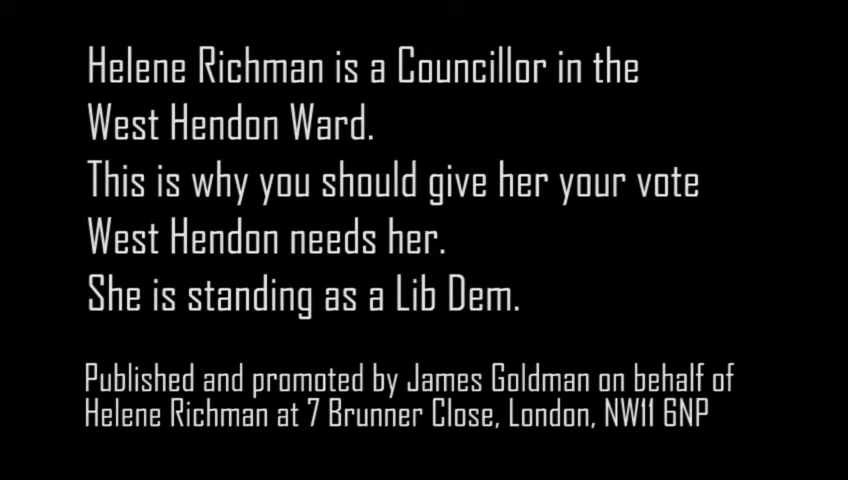 Helene Richman is a Councillor in the
West Hendon Ward.
This is why you should give her your vote
West Hendon needs her.
She is standing as a Lib Dem.
Published and promoted by James Goldman on behalf of
Helene Richman at 7 Brunner Close, London, NW11 6NP